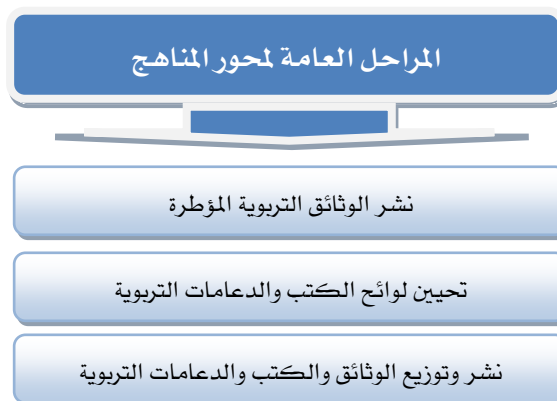 المراحل العامة لمحور المناهج
نشر الوثائق التربوية المؤطرة
تحيين لوائح الكتب والدعامات التربوية
نشر وتوزيع الوثائق والكتب والدعامات التربوية